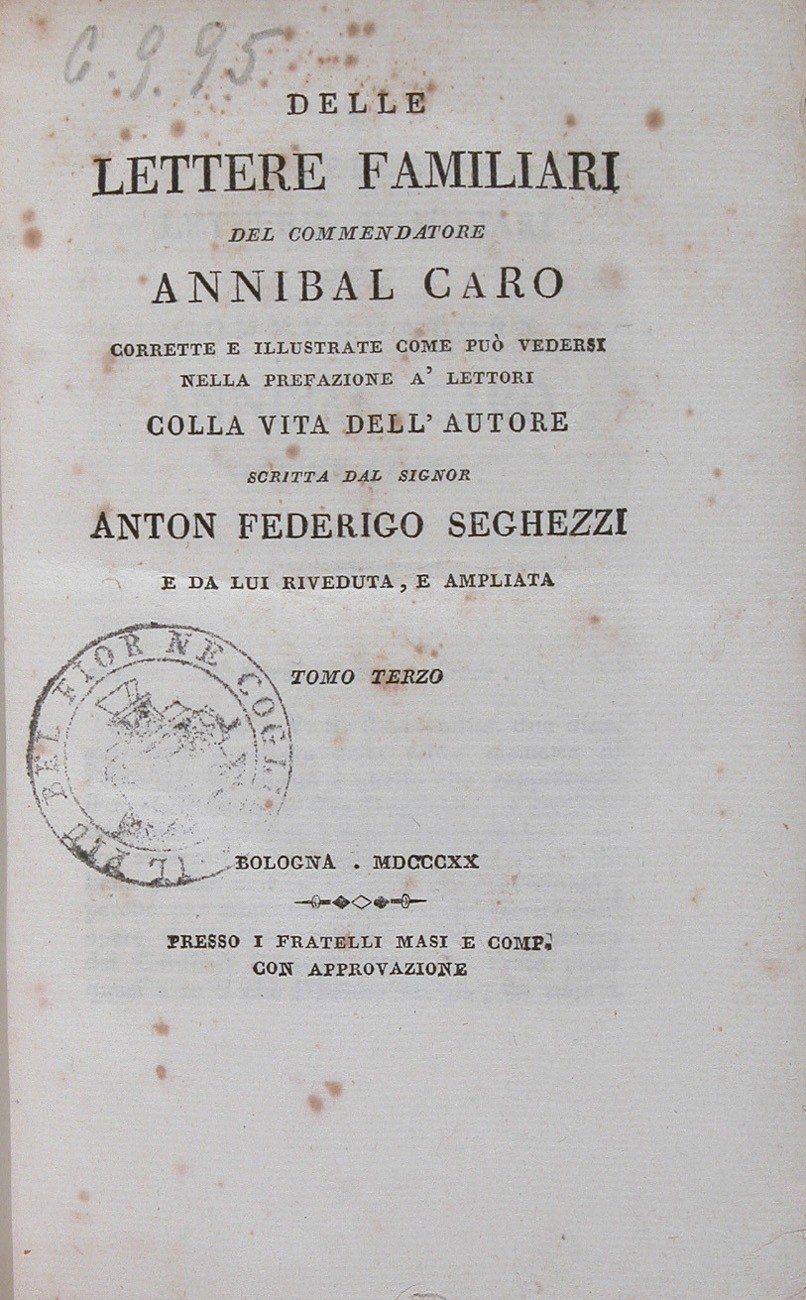 C.9.95
DELLE
LETTERE FAMILIARI
DEL COMMENDATORE
ANNIBAL CARO
CORRETTE E ILLUSTRATE COME PUÒ VEDERSI
NELLA PREFAZIONE A' LETTORI
COLLA VITA DELL' AUTORE
SCRITTA DAL SIGNOR
ANTON FEDERIGO SEGHEZZI
E DA LUI RIVEDUTA, E AMPLIATA
TOMO TERZO
IL PIÙ BEL FIOR NE COGL
BOLOGNA . MDCCCXX
PRESSO I FRATELLI MASI E COMP.
CON APPROVAZIONE